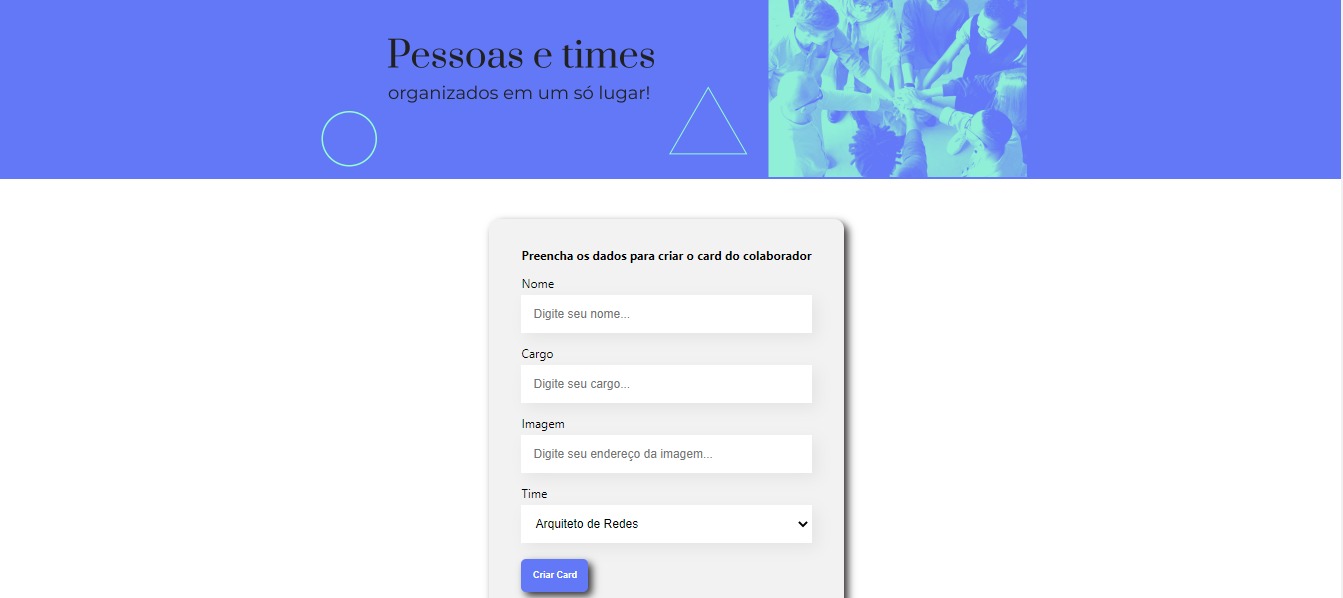 Pessoas e times
organizados em um só lugar!
Preencha os dados para criar o card do colaborador
Nome
Digite seu nome...
Cargo
Digite seu cargo...
Imagem
Digite seu endereço da imagem...
Time
Arquiteto de Redes
Criar Card